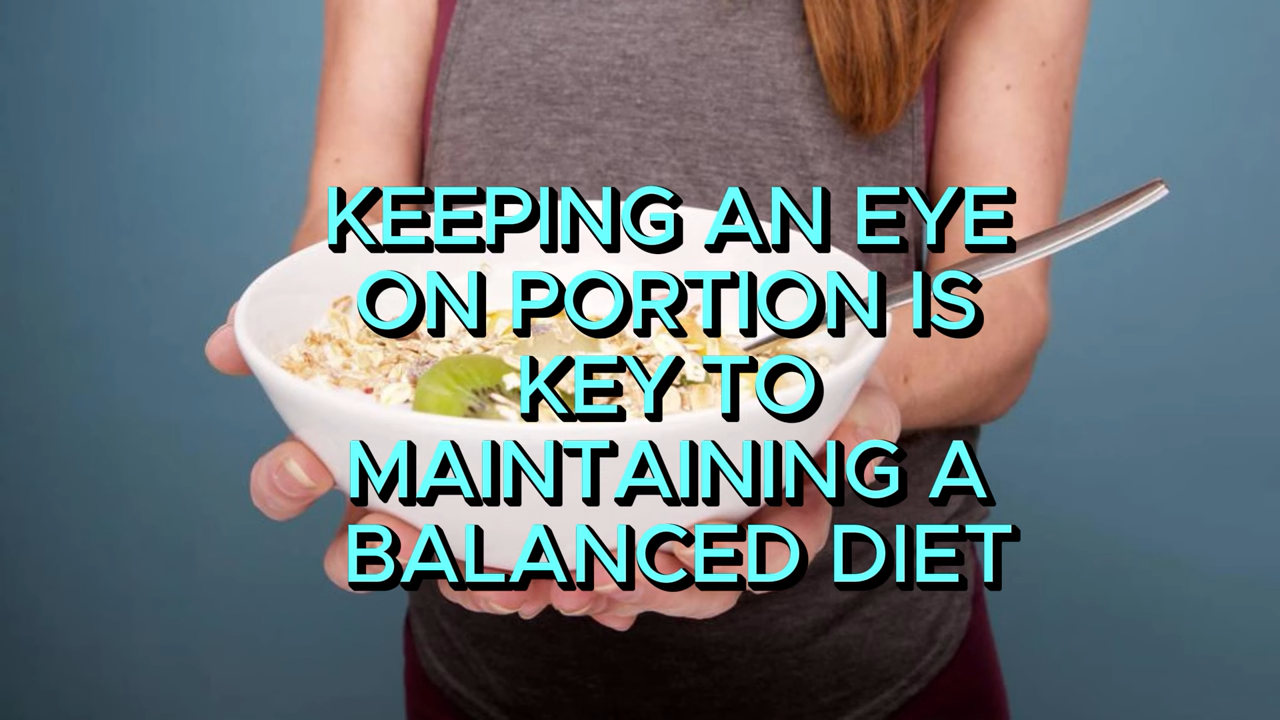 KEEPING AN EYE
ON PORTION IS
KEY TO
MAINTAINING A
BALANCED DIET